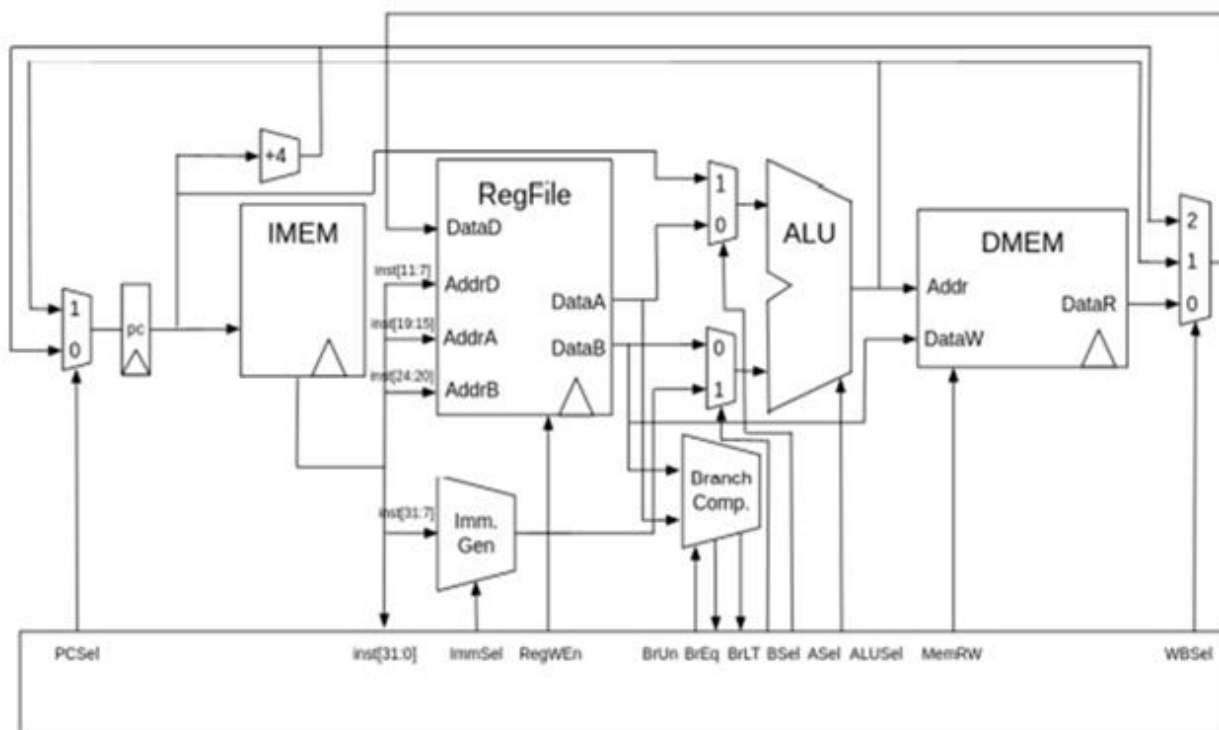 +4
RegFile
IMEM
DataD
inst[11:7]
AddrD
inst[19:15]
AddrA
inst[24:20]
AddrB
DataA
DataB
1
0
pc
1
0
0
1
ALU
DMEM
Addr
DataW
DataR
2
1
0
Branch
Comp.
inst[31:7]
Imm.
Gen
PCSel
inst[31:0]
ImmSel
RegWEn
BrUn
BrEq
BrLT
BSel
ASel
ALUSel
MemRW
WBSel